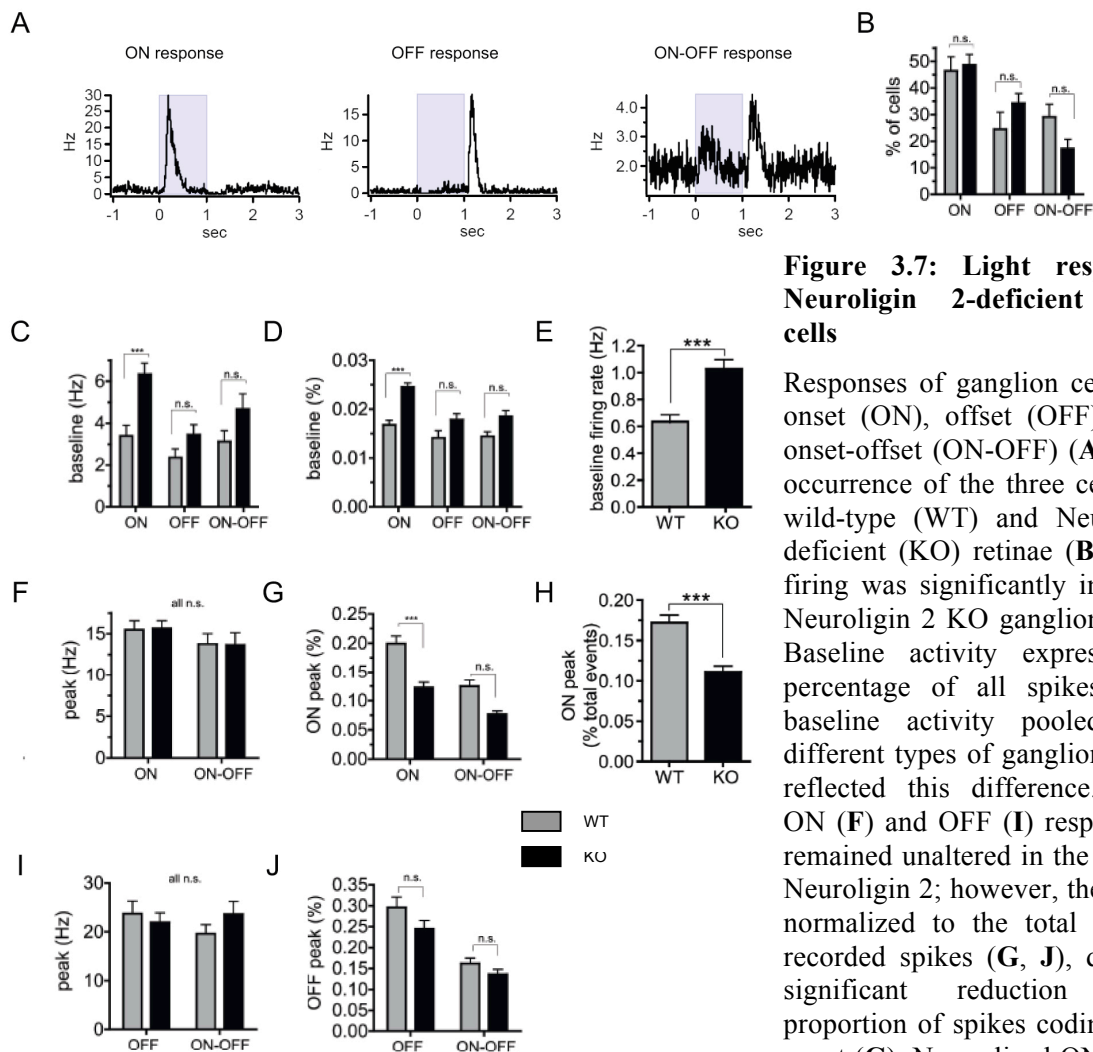 A
B
ON response
OFF response
ON-OFF response
Hz
30
25
20
15
10
5
0
-1 0 1 2 3
sec
Hz
15
10
5
0
-1 0 1 2 3
sec
Hz
4.0
3.0
2.0
-1 0 1 2 3
sec
% of cells
50
40
30
20
10
0
n.s.
n.s.
n.s.
ON OFF ON-OFF
Figure 3.7: Light res
Neuroligin 2-deficient
cells
Responses of ganglion ce
onset (ON), offset (OFF)
onset-offset (ON-OFF) (A
occurrence of the three ce
wild-type (WT) and Neu
deficient (KO) retinae (B
firing was significantly in
Neuroligin 2 KO ganglion
Baseline activity expres
percentage of all spikes
baseline activity pooled
different types of ganglion
reflected this difference
ON (F) and OFF (I) resp
remained unaltered in the
Neuroligin 2; however, the
normalized to the total
recorded spikes (G, J), c
significant reduction
proportion of spikes codin
C
baseline (Hz)
6
4
2
0
***
n.s.
n.s.
ON OFF ON-OFF
D
baseline (%)
0.03
0.02
0.01
0.00
***
n.s.
n.s.
ON OFF ON-OFF
E
baseline firing rate (Hz)
1.2
1.0
0.8
0.6
0.4
0.2
0.0
***
WT KO
F
peak (Hz)
15
10
5
0
all n.s.
ON ON-OFF
G
ON peak (%)
0.25
0.20
0.15
0.10
0.05
0.00
***
n.s.
ON ON-OFF
H
ON peak
(% total events)
0.20
0.15
0.10
0.05
0.00
***
WT KO
WT
KO
I
peak (Hz)
30
20
10
0
all n.s.
OFF ON-OFF
J
OFF peak (%)
0.35
0.30
0.25
0.20
0.15
0.10
0.05
0.00
n.s.
n.s.
OFF ON-OFF